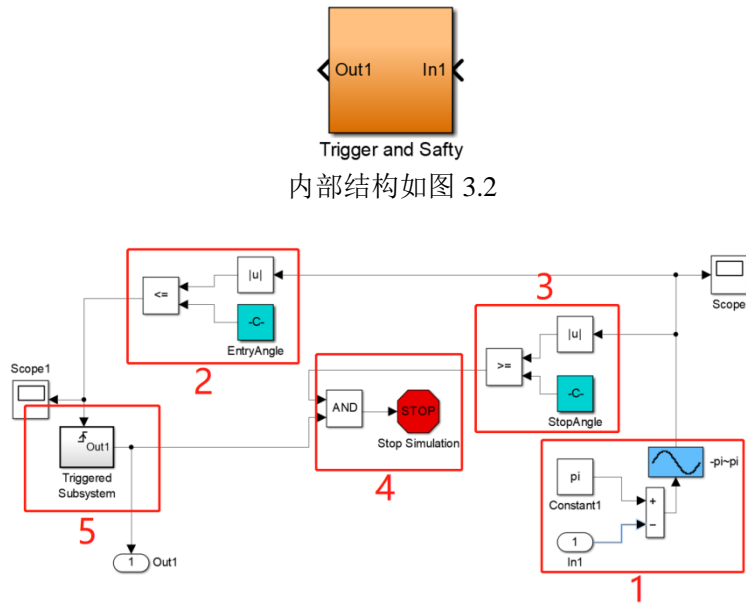 Out1 In1
Trigger and Safty
内部结构如图 3.2
|u|
<=
-C-
EntryAngle
2
Scope
3
|u|
>=
-C-
StopAngle
Scope1
AND
STOP
Stop Simulation
4
Out1
Triggered
Subsystem
5
1 Out1
-pi~pi
pi
Constant1
+
−
1
In1
1